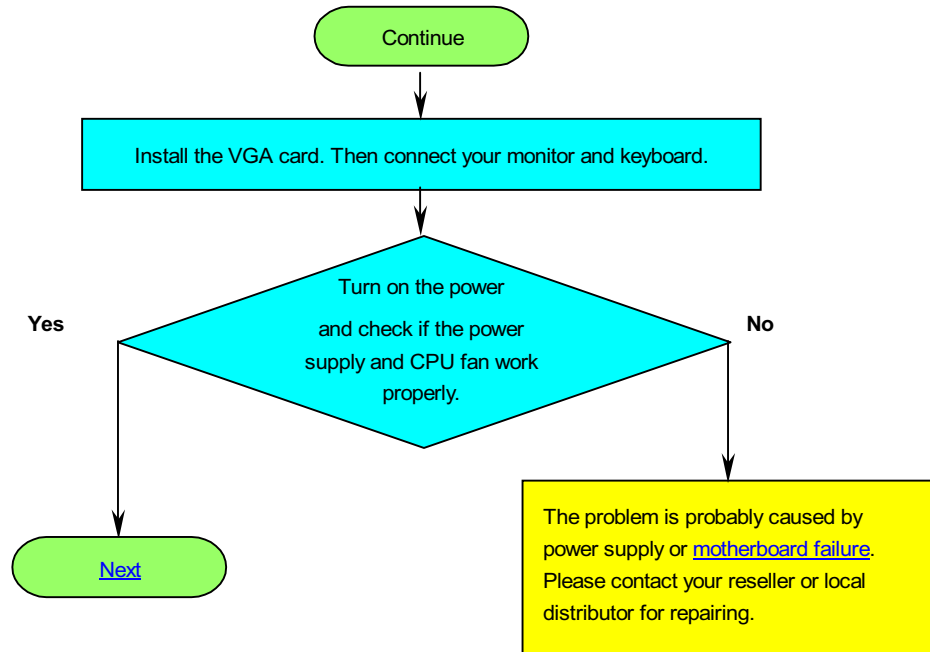 Continue
Install the VGA card. Then connect your monitor and keyboard.
Turn on the power
and check if the power
supply and CPU fan work
properly.
Yes
No
Next
The problem is probably caused by
power supply or motherboard failure.
Please contact your reseller or local
distributor for repairing.